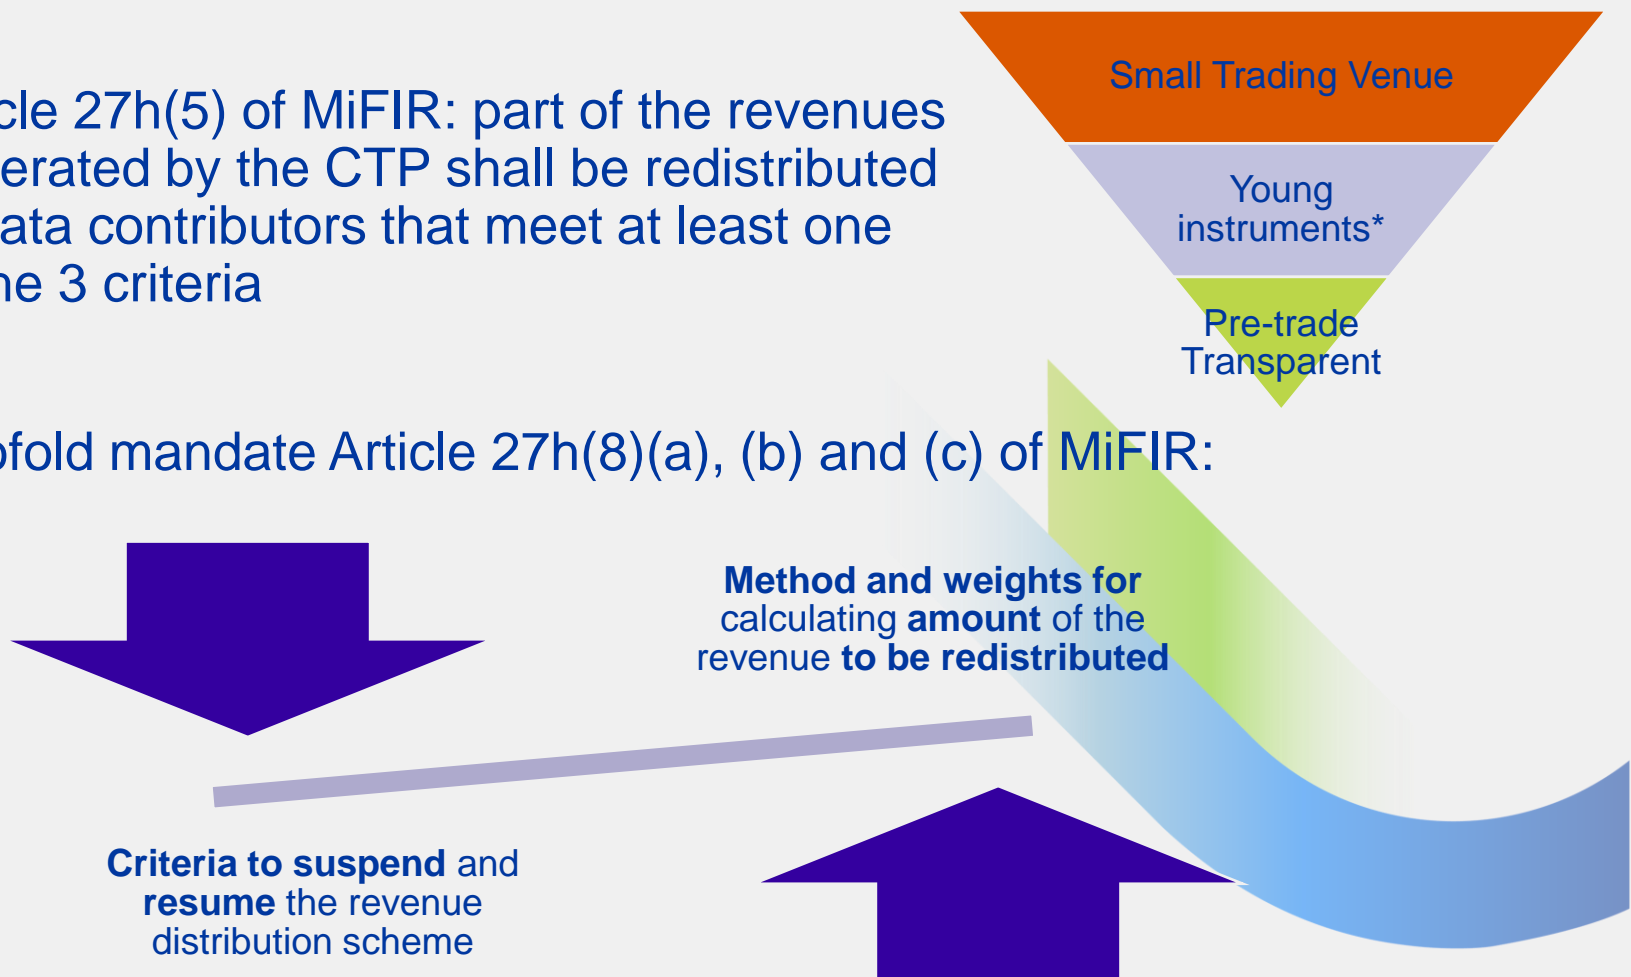 cle 27h(5) of MiFIR: part of the revenues
erated by the CTP shall be redistributed
ata contributors that meet at least one
he 3 criteria
Small Trading Venue
Young
instruments*
Pre-trade
Transparent
ofold mandate Article 27h(8)(a), (b) and (c) of MiFIR:
Method and weights for
calculating amount of the
revenue to be redistributed
Criteria to suspend and
resume the revenue
distribution scheme